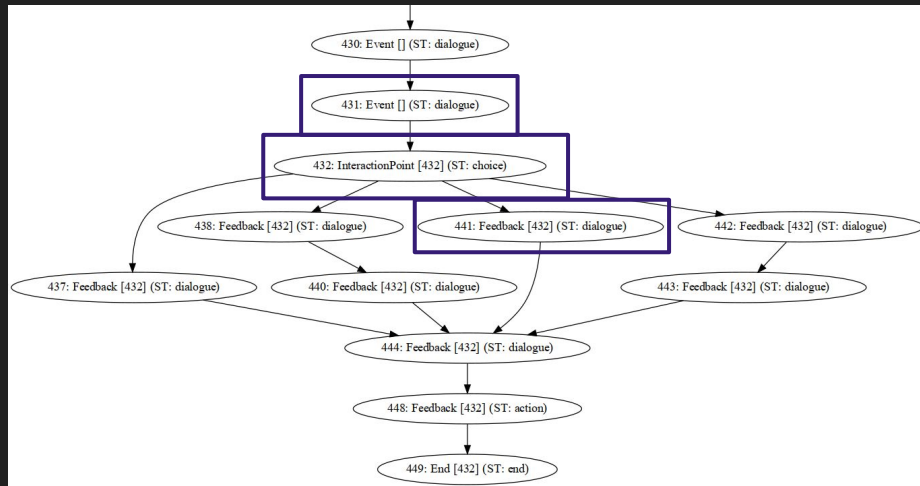 430: Event [] (ST: dialogue)
431: Event [] (ST: dialogue)
432: InteractionPoint [432] (ST: choice)
438: Feedback [432] (ST: dialogue)
441: Feedback [432] (ST: dialogue)
442: Feedback [432] (ST: dialogue)
437: Feedback [432] (ST: dialogue)
440: Feedback [432] (ST: dialogue)
443: Feedback [432] (ST: dialogue)
444: Feedback [432] (ST: dialogue)
448: Feedback [432] (ST: action)
449: End [432] (ST: end)